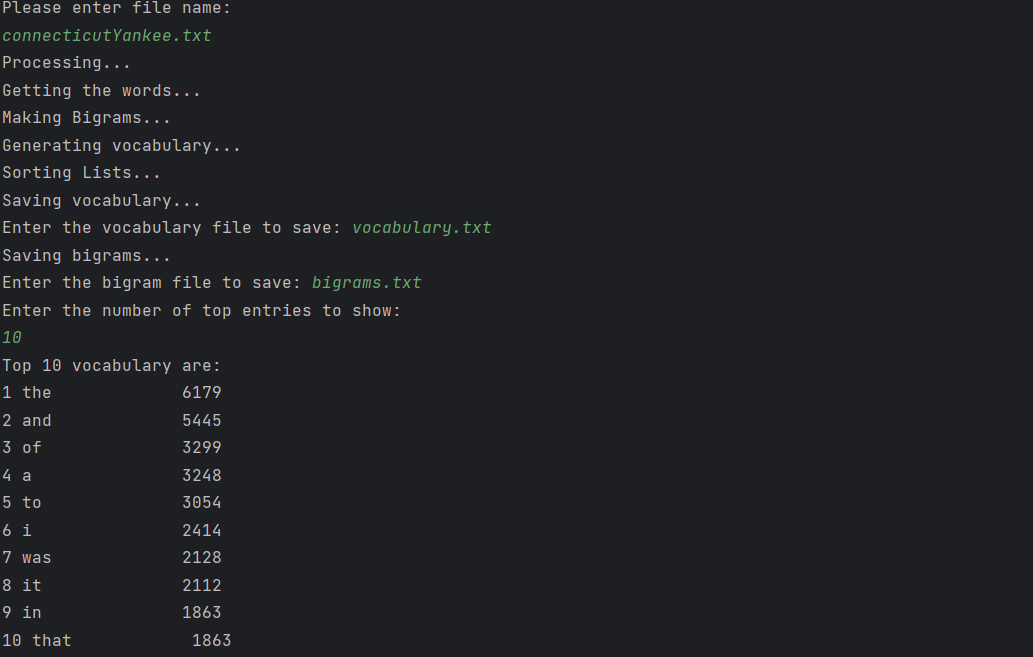 Please enter file name:
connecticutYankee.txt
Processing...
Getting the words...
Making Bigrams...
Generating vocabulary...
Sorting Lists...
Saving vocabulary...
Enter the vocabulary file to save: vocabulary.txt
Saving bigrams...
Enter the bigram file to save: bigrams.txt
Enter the number of top entries to show:
10
Top 10 vocabulary are:
1 the             6179
2 and             5445
3 of              3299
4 a               3248
5 to              3054
6 i               2414
7 was             2128
8 it              2112
9 in              1863
10 that            1863